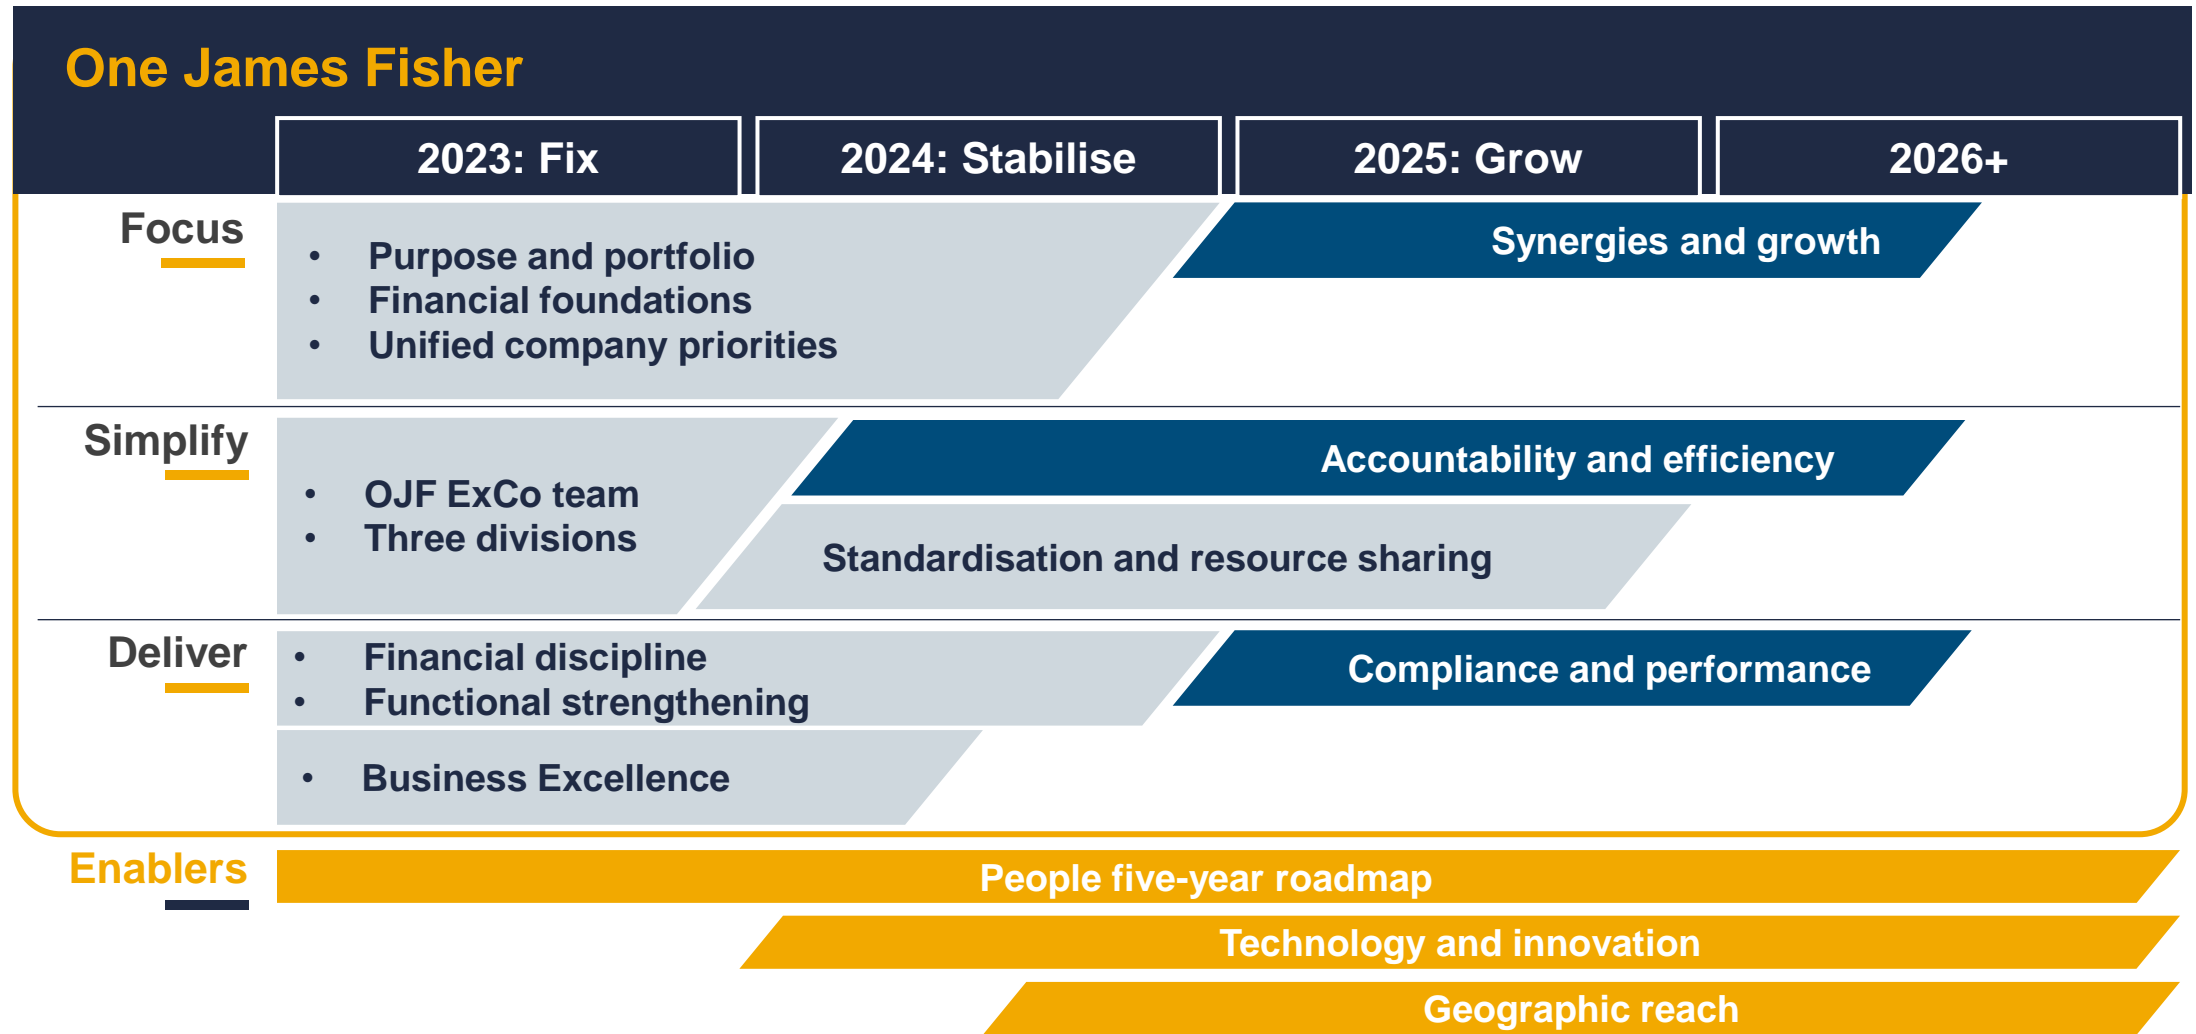 One James Fisher
2023: Fix
2024: Stabilise
2025: Grow
2026+
Focus
• Purpose and portfolio
• Financial foundations
• Unified company priorities
Synergies and growth
Simplify
• OJF ExCo team
• Three divisions
Accountability and efficiency
Standardisation and resource sharing
Deliver
• Financial discipline
• Functional strengthening
• Business Excellence
Compliance and performance
Enablers
People five-year roadmap
Technology and innovation
Geographic reach